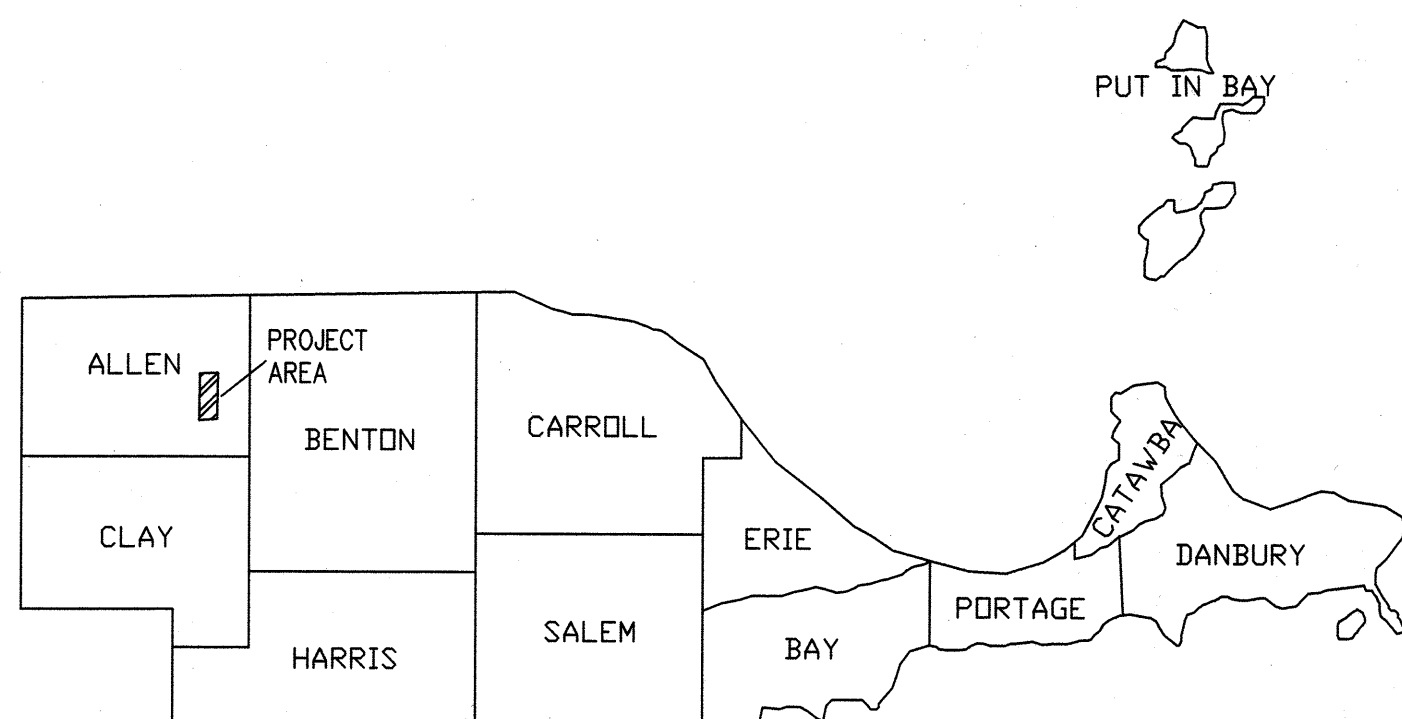 PUT IN BAY
PROJECT
AREA
ALLEN
CARROLL
BENTON
CATAWBA
CLAY
ERIE
DANBURY
PORTAGE
SALEM
BAY
HARRIS